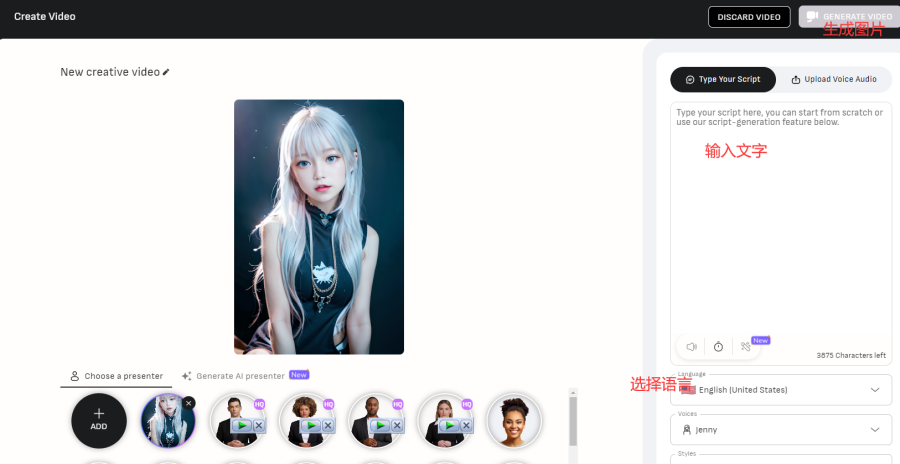 Create Video
DISCARD VIDEO
GENERATE VIDEO
生成图片
New creative video
Type Your Script
Upload Voice Audio
Type your script here, you can start from scratch or
use our script-generation feature below.
输入文字
New
3875 Characters left
Choose a presenter
Generate AI presenter
New
Language
选择语言
English (United States)
ADD
HQ
HQ
HQ
HQ
Voices
Jenny
Styles